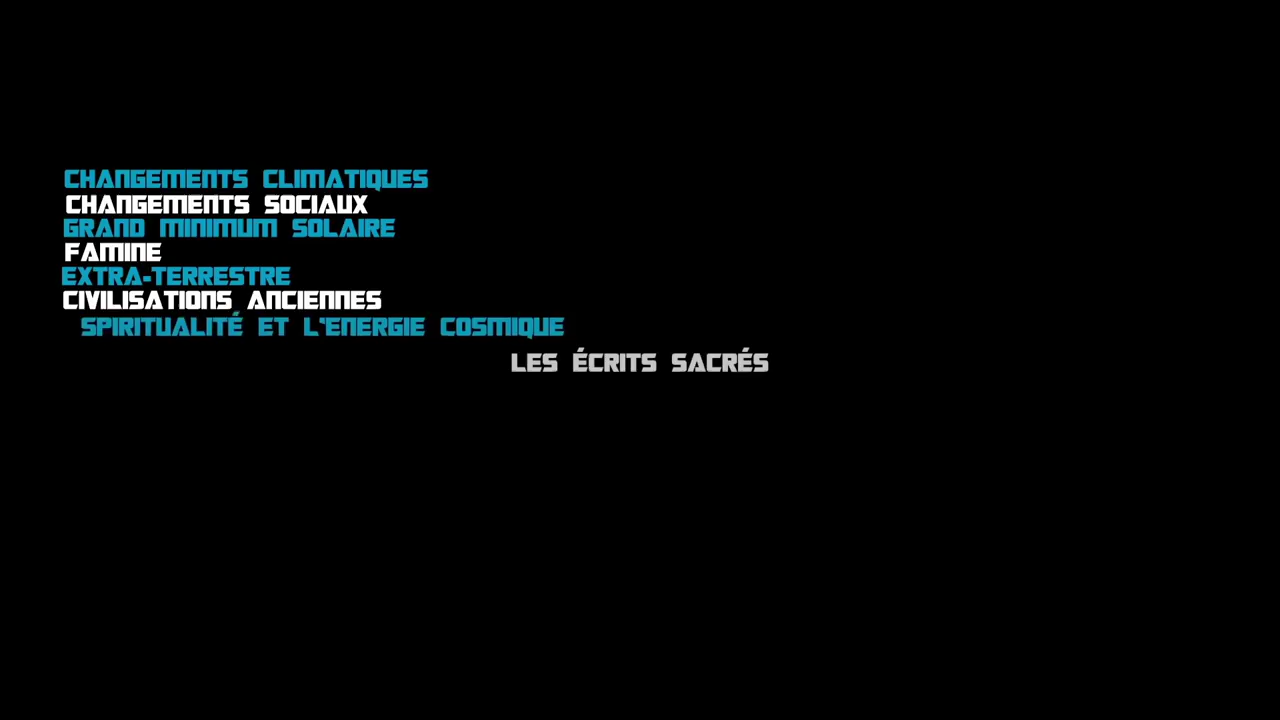 CHANGEMENTS CLIMATIQUES
CHANGEMENTS SOCIAUX
GRAND MINIMUM SOLAIRE
FAMINE
EXTRA-TERRESTRE
CIVILISATIONS ANCIENNES
SPIRITUALITÉ ET L'ENERGIE COSMIQUE
LES ÉCRITS SACRÉS